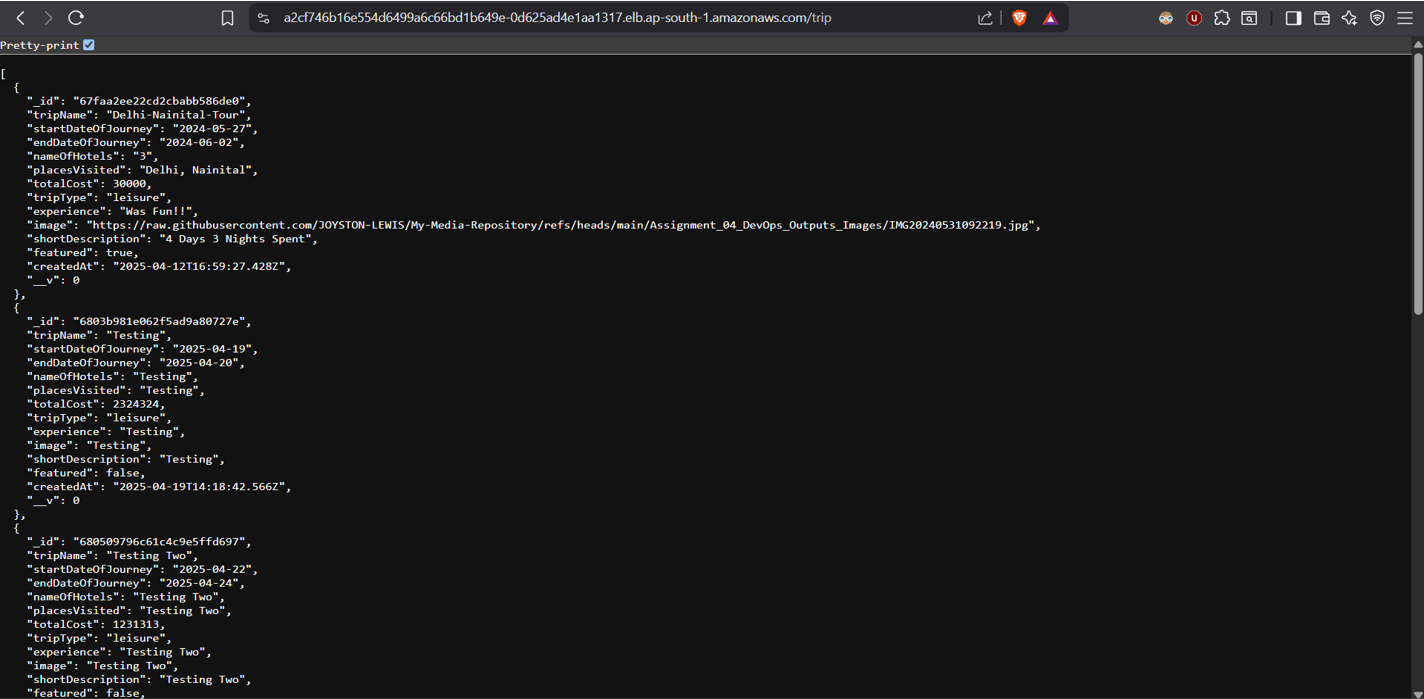 a2cf746b16e554d6499a6c66bd1b649e-0d625ad4e1aa1317.elb.ap-south-1.amazonaws.com/trip
Pretty-print
[
  {
    "_id": "67faa2ee22cd2cbabb586de0",
    "tripName": "Delhi-Nainital-Tour",
    "startDateOfJourney": "2024-05-27",
    "endDateOfJourney": "2024-06-02",
    "nameOfHotels": "3",
    "placesVisited": "Delhi, Nainital",
    "totalCost": 30000,
    "tripType": "leisure",
    "experience": "Was Fun!!",
    "image": "https://raw.githubusercontent.com/JOYSTON-LEWIS/My-Media-Repository/refs/heads/main/Assignment_04_DevOps_Outputs_Images/IMG20240531092219.jpg",
    "shortDescription": "4 Days 3 Nights Spent",
    "featured": true,
    "createdAt": "2025-04-12T16:59:27.428Z",
    "__v": 0
  },
  {
    "_id": "6803b981e062f5ad9a80727e",
    "tripName": "Testing",
    "startDateOfJourney": "2025-04-19",
    "endDateOfJourney": "2025-04-20",
    "nameOfHotels": "Testing",
    "placesVisited": "Testing",
    "totalCost": 2324324,
    "tripType": "leisure",
    "experience": "Testing",
    "image": "Testing",
    "shortDescription": "Testing",
    "featured": false,
    "createdAt": "2025-04-19T14:18:42.566Z",
    "__v": 0
  },
  {
    "_id": "680509796c61c4c9e5ffd697",
    "tripName": "Testing Two",
    "startDateOfJourney": "2025-04-22",
    "endDateOfJourney": "2025-04-24",
    "nameOfHotels": "Testing Two",
    "placesVisited": "Testing Two",
    "totalCost": 1231313,
    "tripType": "leisure",
    "experience": "Testing Two",
    "image": "Testing Two",
    "shortDescription": "Testing Two",
    "featured": false,